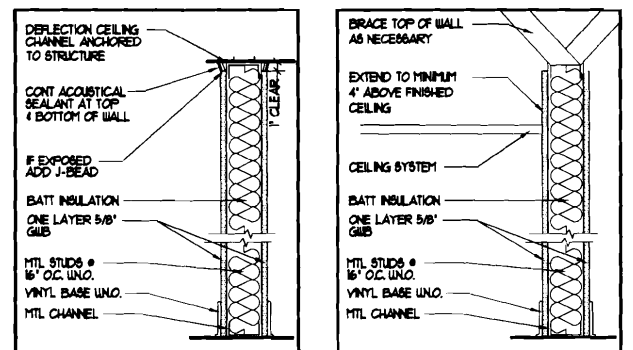 DEFLECTION CEILING
CHANNEL ANCHORED
TO STRUCTURE
CONT ACOUSTICAL
SEALANT AT TOP
& BOTTOM OF WALL
1" CLEAR
IF EXPOSED
ADD J-BEAD
BATT INSULATION
ONE LAYER 5/8"
GWB
MTL STUDS @
16" O.C. U.N.O.
VINYL BASE U.N.O.
MTL CHANNEL
BRACE TOP OF WALL
AS NECESSARY
EXTEND TO MINIMUM
4" ABOVE FINISHED
CEILING
CEILING SYSTEM
BATT INSULATION
ONE LAYER 5/8"
GWB
MTL STUDS @
16" O.C. U.N.O.
VINYL BASE U.N.O.
MTL CHANNEL